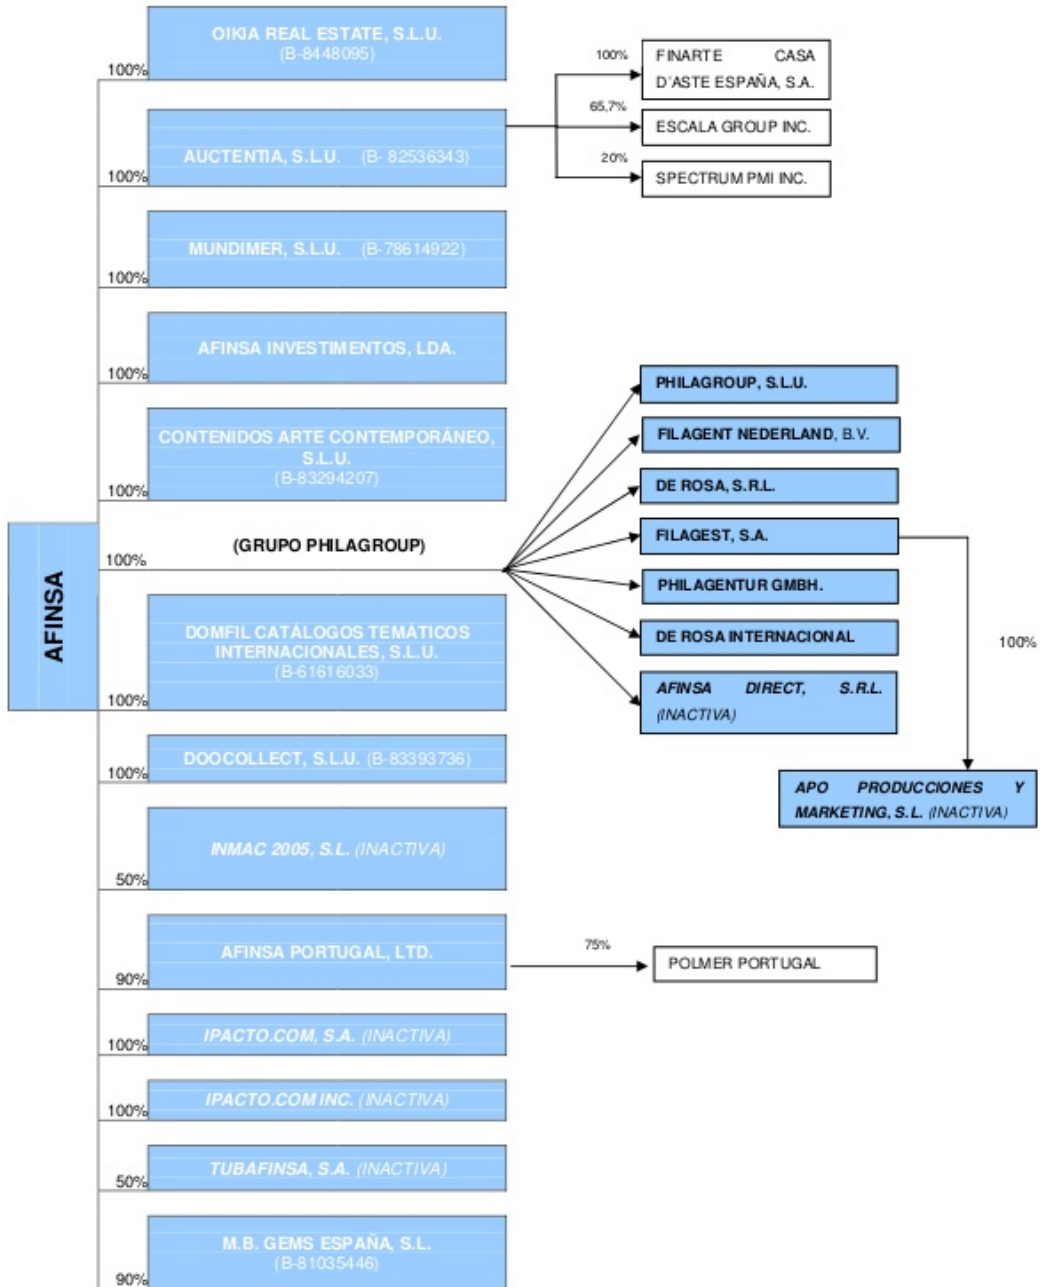 OIKIA REAL ESTATE, S.L.U.
(B-8448095)
100%
AUCTENTIA, S.L.U. (B- 82536343)
100%
100%
FINARTE CASA
D'ASTE ESPAÑA, S.A.
65,7%
ESCALA GROUP INC.
20%
SPECTRUM PMI INC.
MUNDIMER, S.L.U. (B-78614922)
100%
AFINSA INVESTIMENTOS, LDA.
100%
CONTENIDOS ARTE CONTEMPORÁNEO,
S.L.U.
(B-83294207)
100%
AFINSA
(GRUPO PHILAGROUP)
100%
PHILAGROUP, S.L.U.
FILAGENT NEDERLAND, B.V.
DE ROSA, S.R.L.
FILAGEST, S.A.
PHILAGENTUR GMBH.
DE ROSA INTERNACIONAL
AFINSA DIRECT, S.R.L.
(INACTIVA)
100%
APO PRODUCCIONES Y
MARKETING, S.L. (INACTIVA)
DOMFIL CATÁLOGOS TEMÁTICOS
INTERNACIONALES, S.L.U.
(B-61616033)
100%
DOOCOLLECT, S.L.U. (B-83393736)
100%
INMAC 2005, S.L. (INACTIVA)
50%
AFINSA PORTUGAL, LTD.
90%
75%
POLMER PORTUGAL
IPACTO.COM, S.A. (INACTIVA)
100%
IPACTO.COM INC. (INACTIVA)
100%
TUBAFINSA, S.A. (INACTIVA)
50%
M.B. GEMS ESPAÑA, S.L.
(B-81035446)
90%